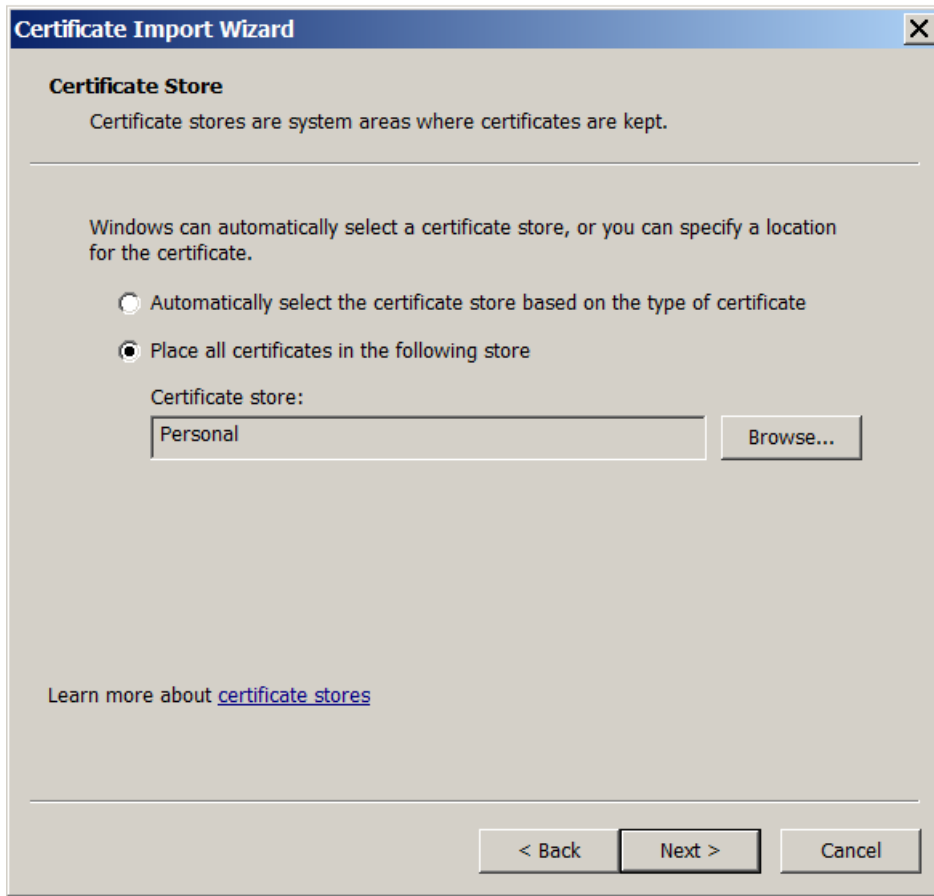 Certificate Import Wizard
Certificate Store
Certificate stores are system areas where certificates are kept.
Windows can automatically select a certificate store, or you can specify a location
for the certificate.
Automatically select the certificate store based on the type of certificate
Place all certificates in the following store
Certificate store:
Personal
Browse...
Learn more about certificate stores
< Back
Next >
Cancel